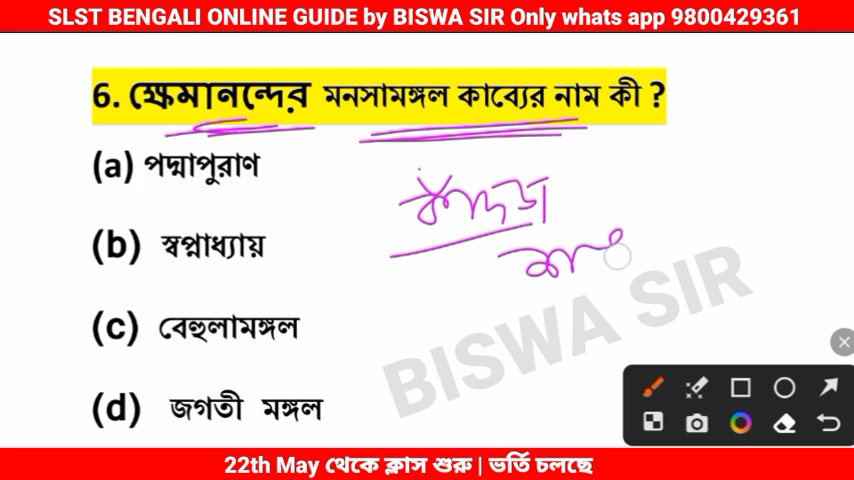 SLST BENGALI ONLINE GUIDE by BISWA SIR Only whats app 9800429361
6. ক্ষেমানন্দের মনসামঙ্গল কাব্যের নাম কী ?
(a) পদ্মাপুরাণ
(b) স্বপ্নাধ্যায়
(c) বেহুলামঙ্গল
(d) জগতী মঙ্গল
BISWA SIR
22th May থেকে ক্লাস শুরু | ভর্তি চলছে